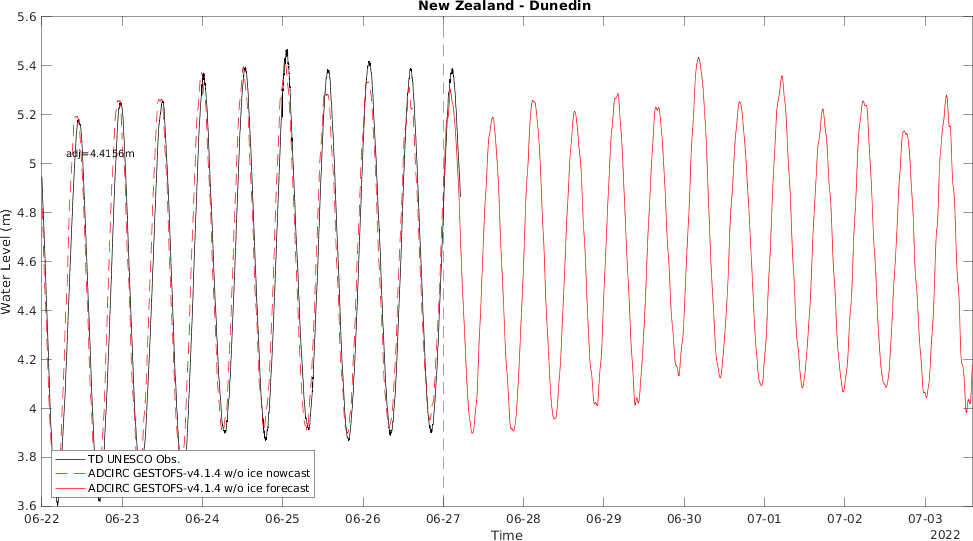 New Zealand - Dunedin
5.6
5.4
5.2
5
4.8
4.6
4.4
4.2
4
3.8
3.6
Water Level (m)
adj=4.4156m
TD UNESCO Obs.
ADCIRC GESTOFS-v4.1.4 w/o ice nowcast
ADCIRC GESTOFS-v4.1.4 w/o ice forecast
06-22 06-23 06-24 06-25 06-26 06-27 06-28 06-29 06-30 07-01 07-02 07-03
2022
Time